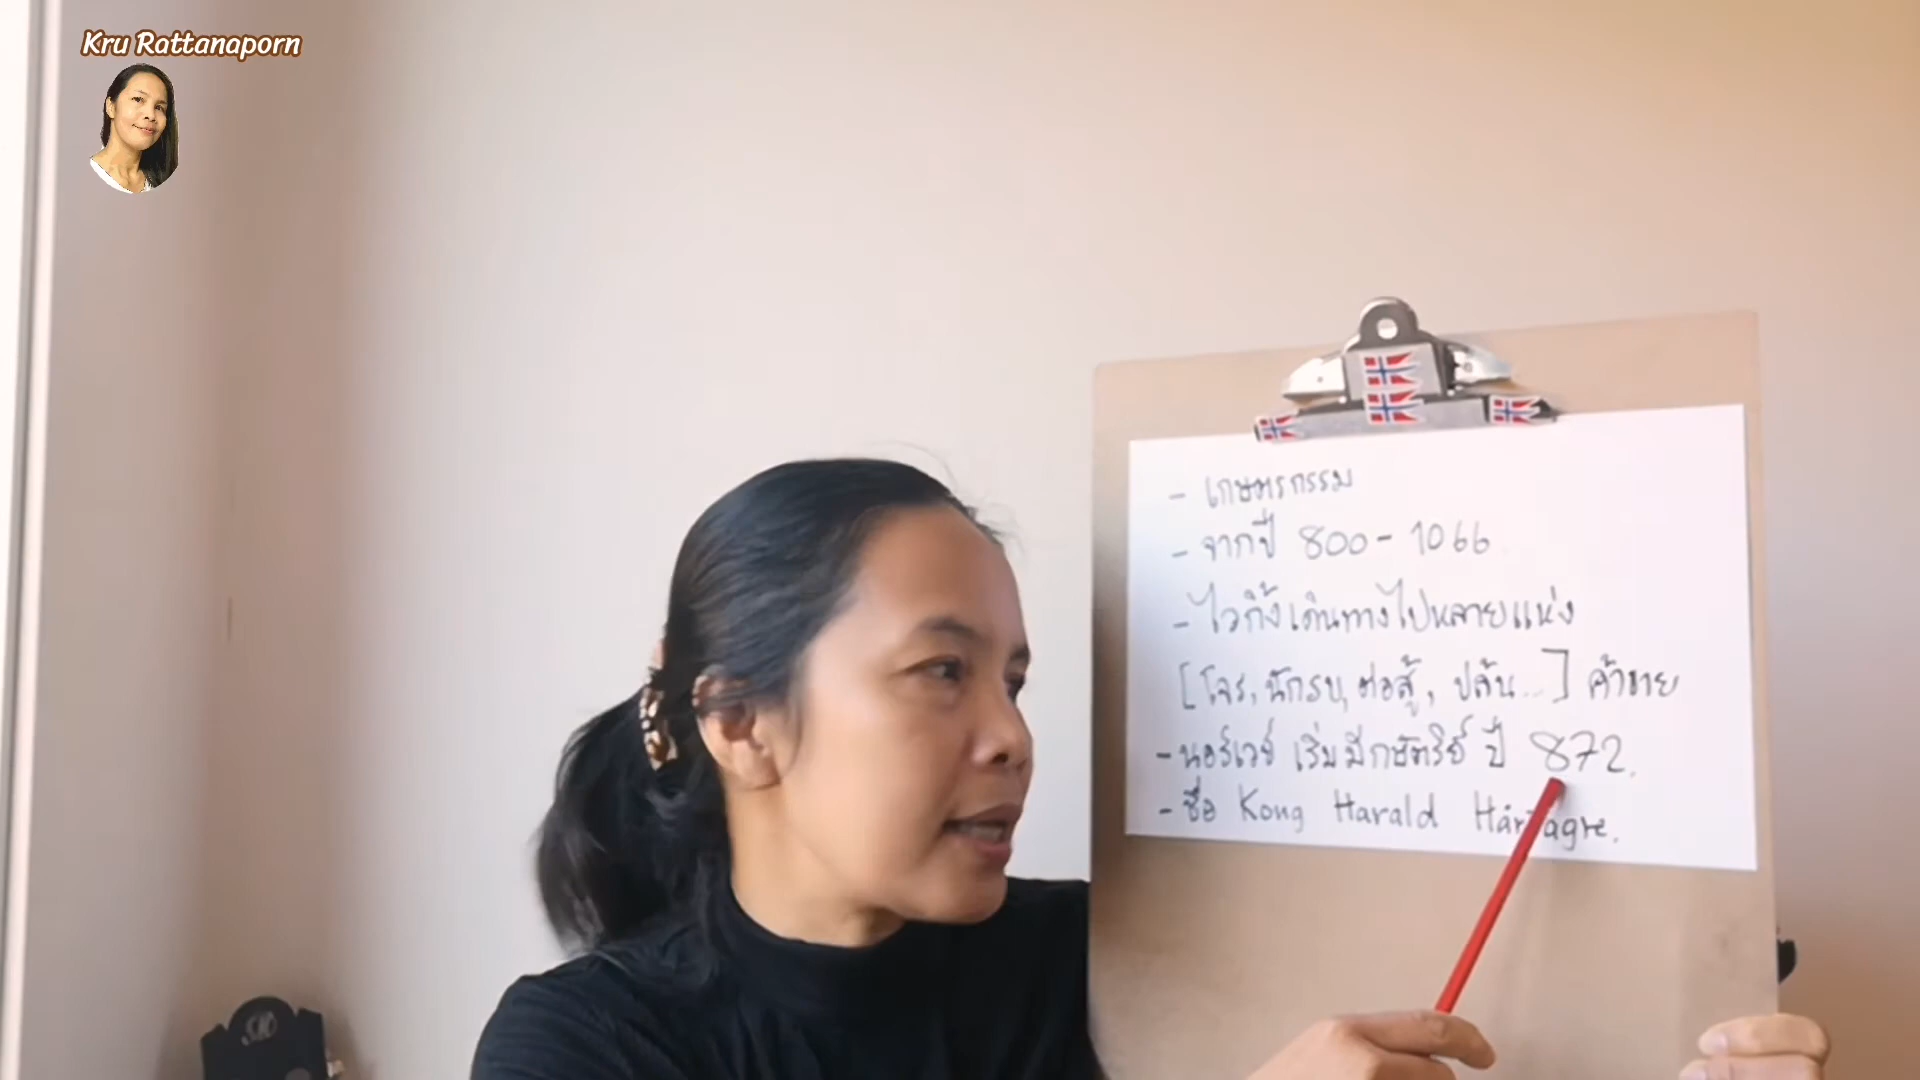 Kru Rattanaporn
- เกษตรกรรม
- จากปี 800 - 1066
- ไวกิ้งเดินทางไปหลายแห่ง
[โจร, นักรบ, ต่อสู้, ปล้น...] ค้าขาย
- นอร์เวย์ เริ่มมีกษัตริย์ ปี 872.
- ชื่อ Kong Harald